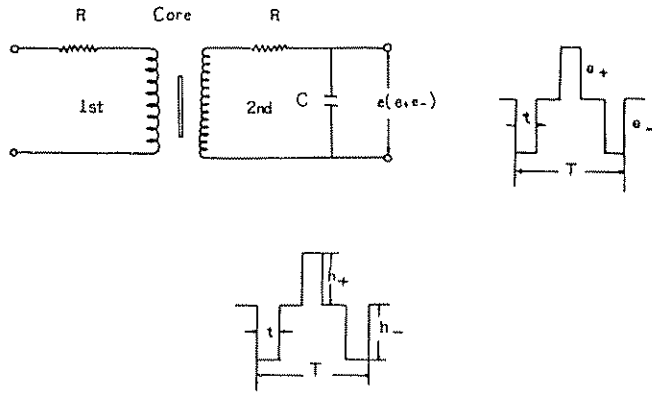 R Core R
1st 2nd C e(e+e-)
e+
t e-
T
h+
t h-
T